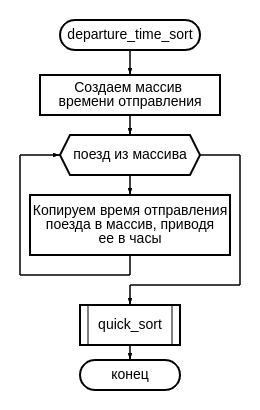 departure_time_sort
Создаем массив
времени отправления
поезд из массива
Копируем время отправления
поезда в массив, приводя
ее в часы
quick_sort
конец